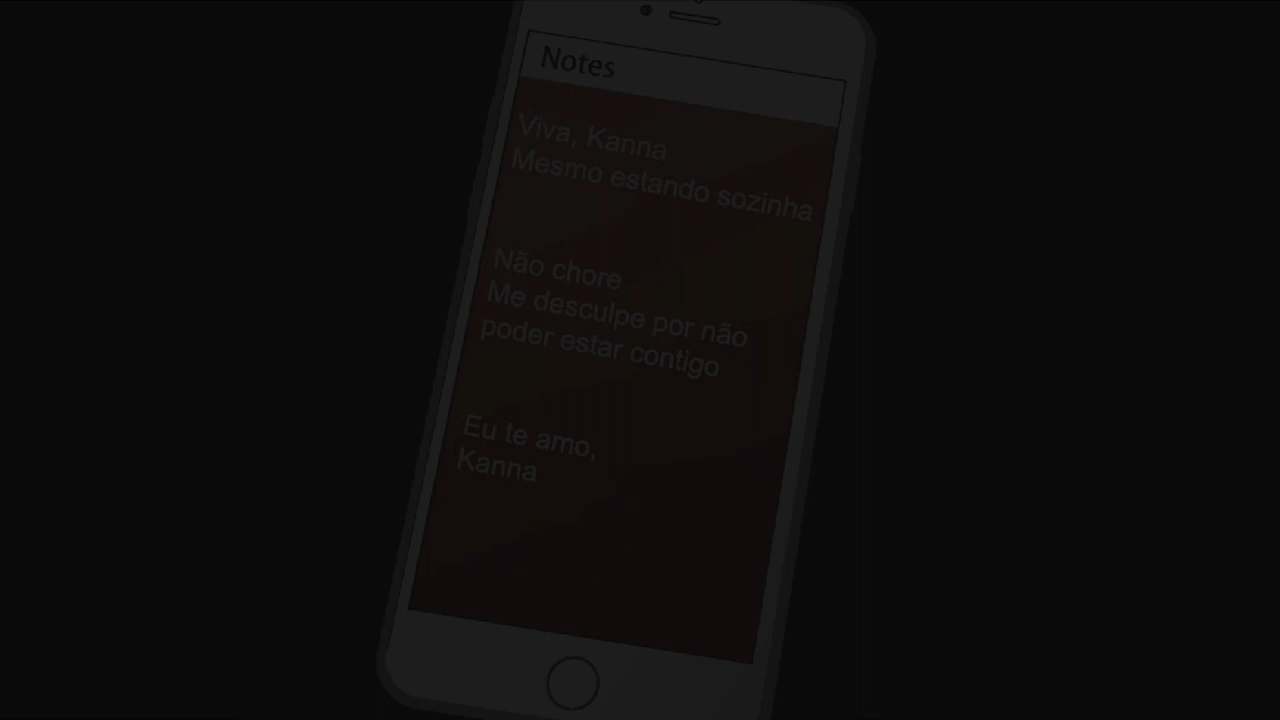 Notes
Viva, Kanna
Mesmo estando sozinha
Não chore
Me desculpe por não
poder estar contigo
Eu te amo,
Kanna